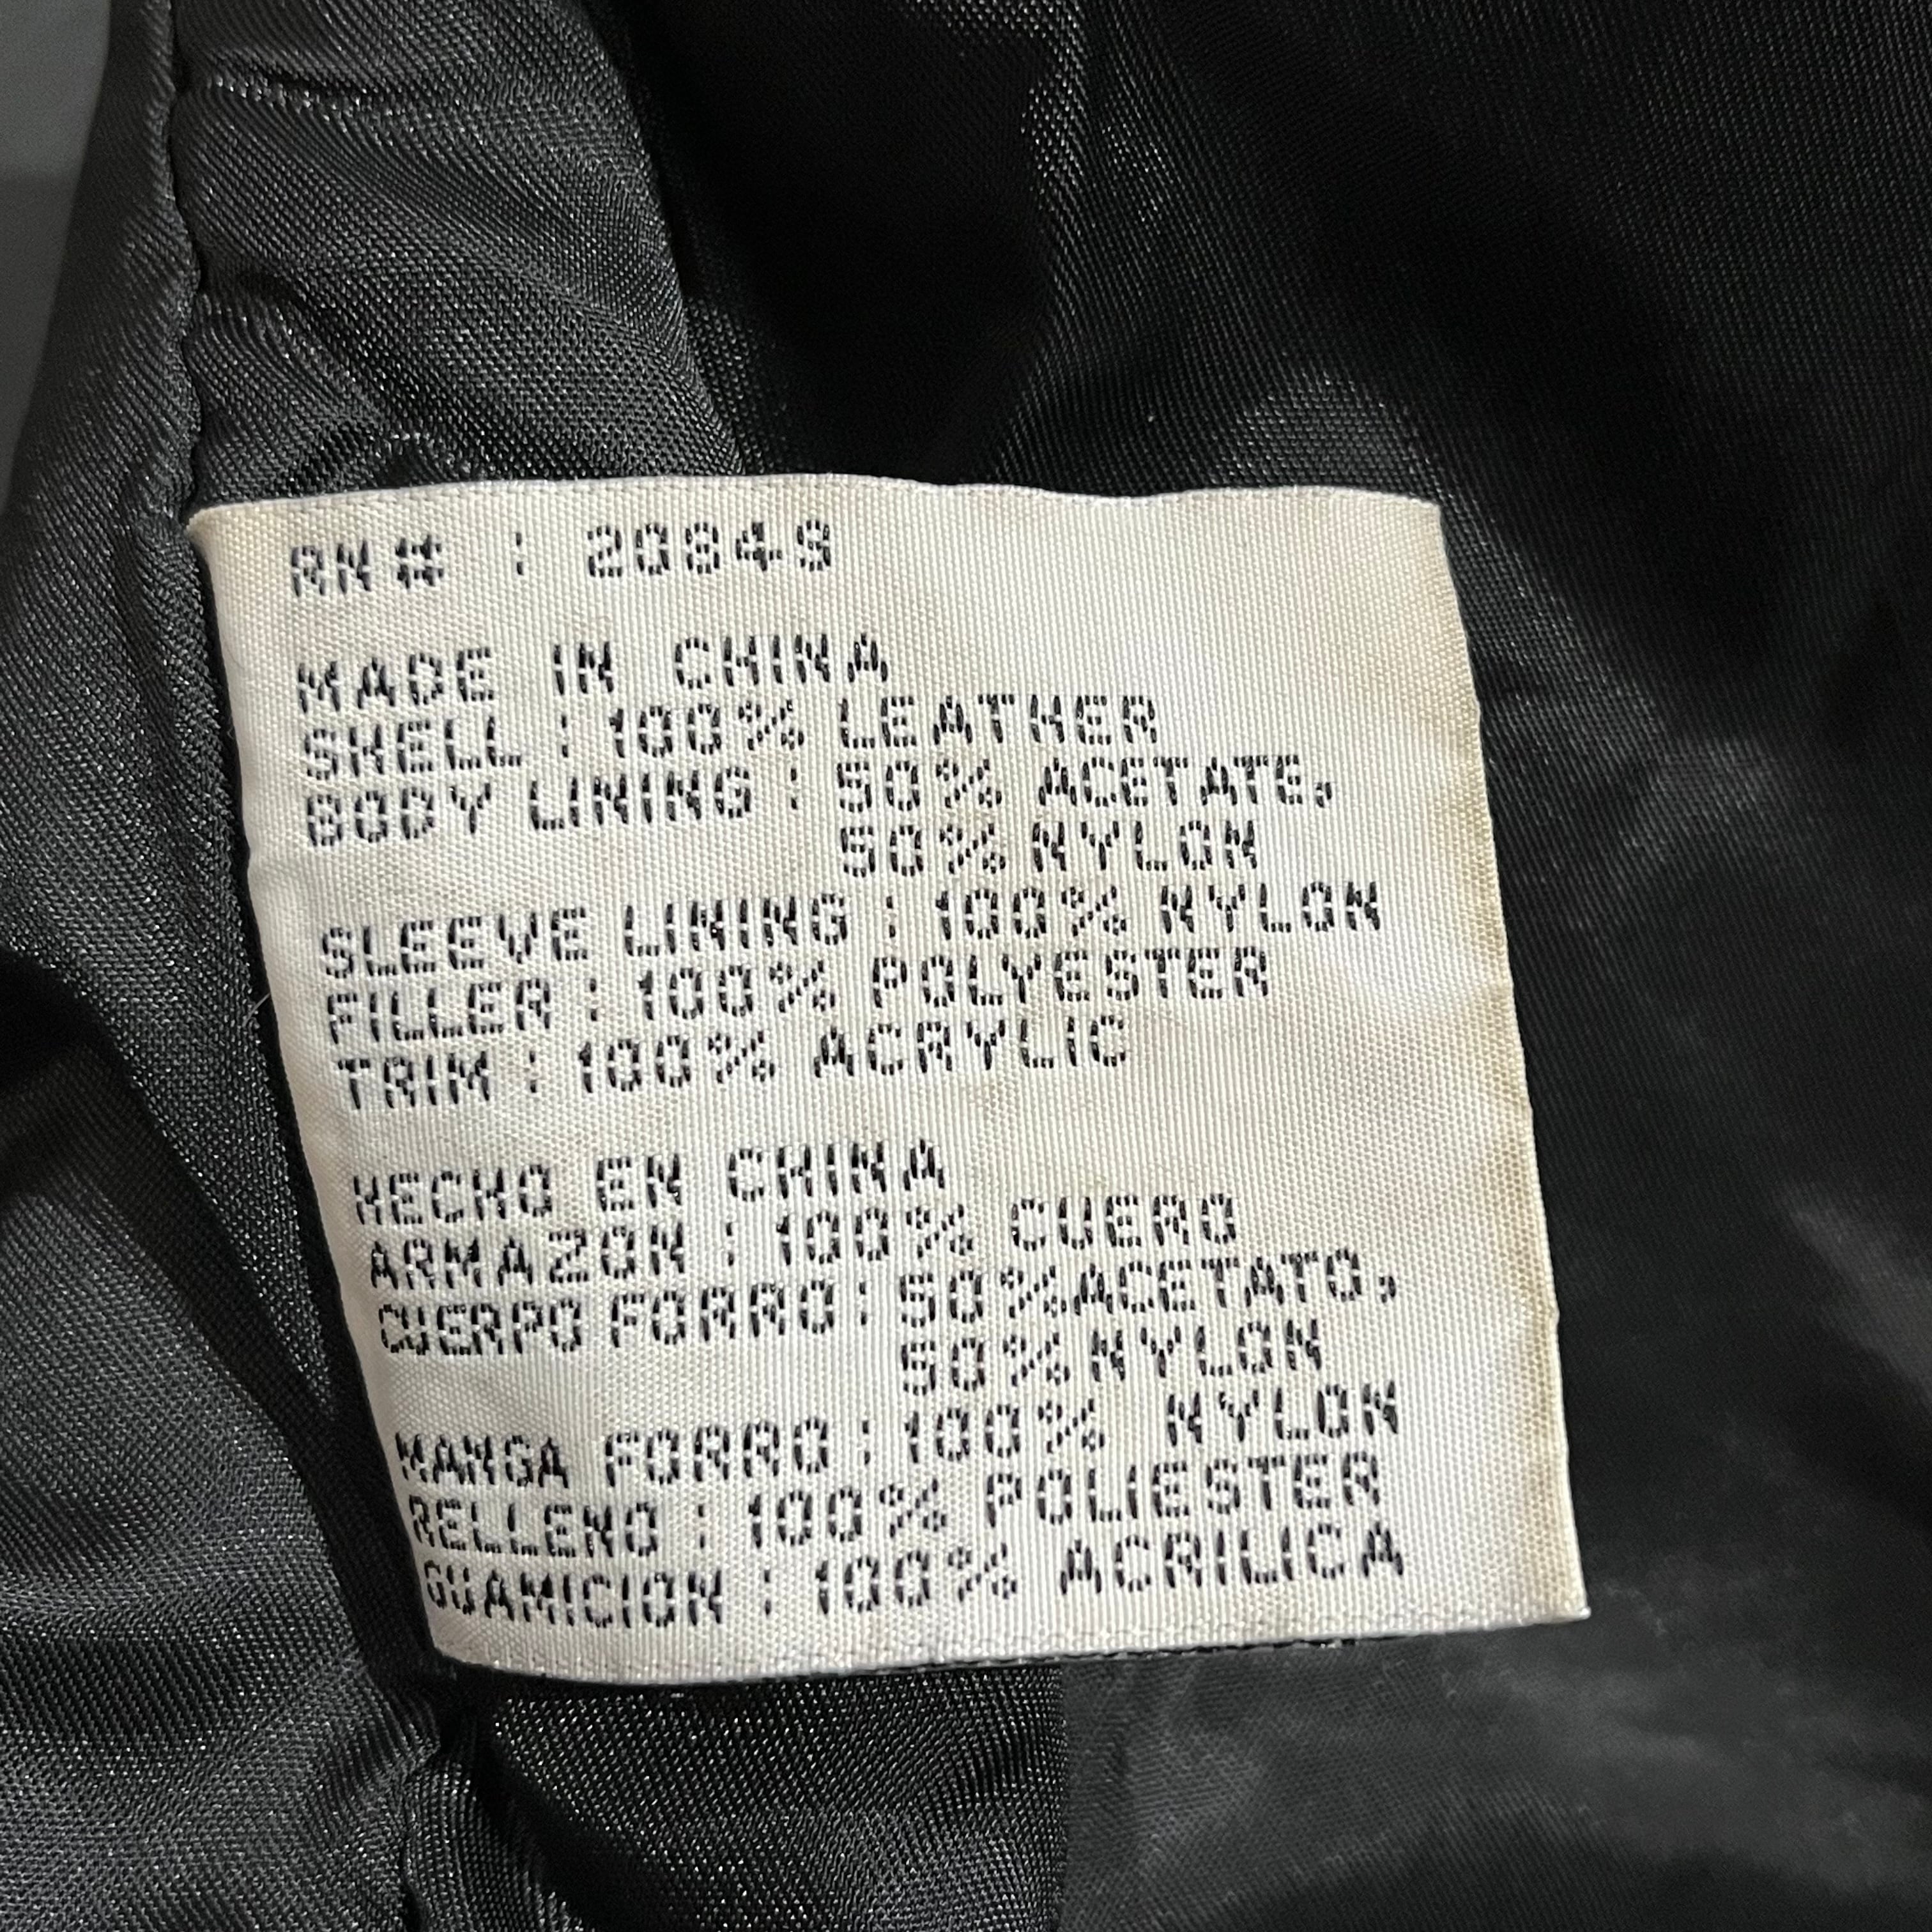 RN# : 20849
MADE IN CHINA
SHELL : 100% LEATHER
BODY LINING : 50% ACETATE,
50% NYLON
SLEEVE LINING : 100% NYLON
FILLER : 100% POLYESTER
TRIM : 100% ACRYLIC
HECHO EN CHINA
ARMAZON : 100% CUERO
CUERPO FORRO : 50%ACETATO,
50%NYLON
MANGA FORRO : 100% NYLON
RELLENO : 100% POLIESTER
GUAMICION : 100% ACRILICA